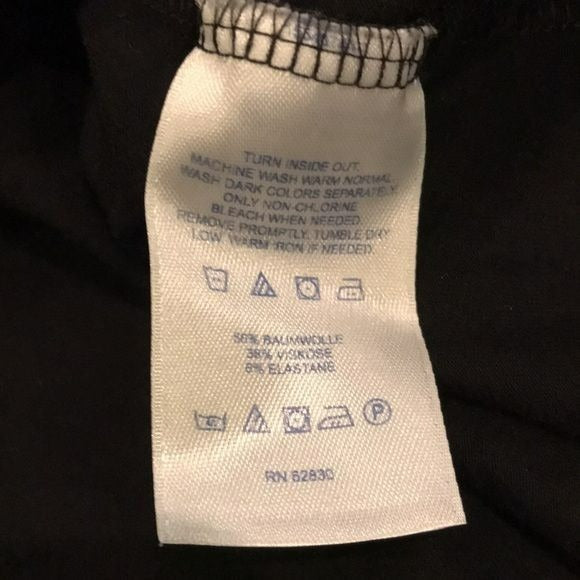 TURN INSIDE OUT.
MACHINE WASH WARM NORMAL.
WASH DARK COLORS SEPARATELY.
ONLY NON-CHLORINE
BLEACH WHEN NEEDED.
REMOVE PROMPTLY. TUMBLE DRY
LOW. WARM IRON IF NEEDED.
56% BAUMWOLLE
38% VISKOSE
6% ELASTANE
P
RN 62830